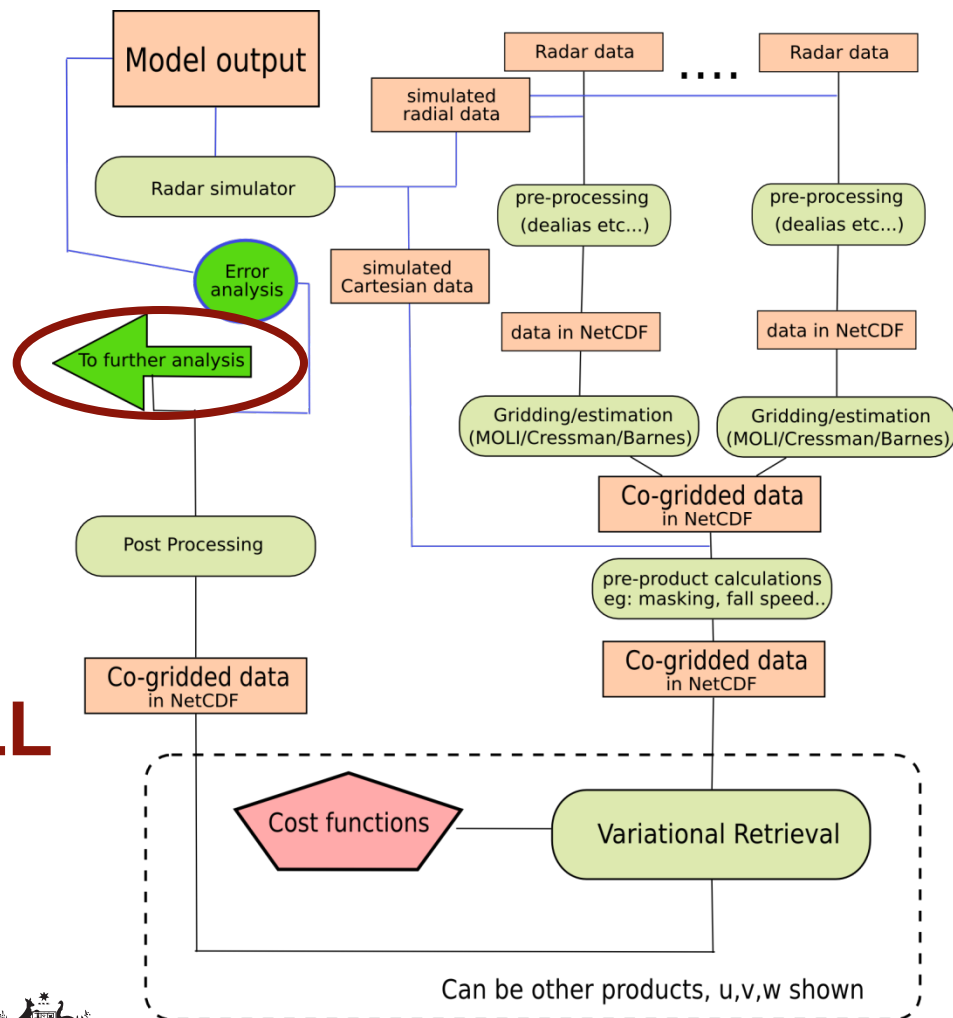 Model output
Radar data
....
Radar data
simulated
radial data
Radar simulator
pre-processing
(dealias etc...)
pre-processing
(dealias etc...)
Error
analysis
simulated
Cartesian data
To further analysis
data in NetCDF
data in NetCDF
Gridding/estimation
(MOLI/Cressman/Barnes)
Gridding/estimation
(MOLI/Cressman/Barnes)
Co-gridded data
in NetCDF
Post Processing
pre-product calculations
eg: masking, fall speed..
Co-gridded data
in NetCDF
Co-gridded data
in NetCDF
Cost functions
Variational Retrieval
Can be other products, u,v,w shown